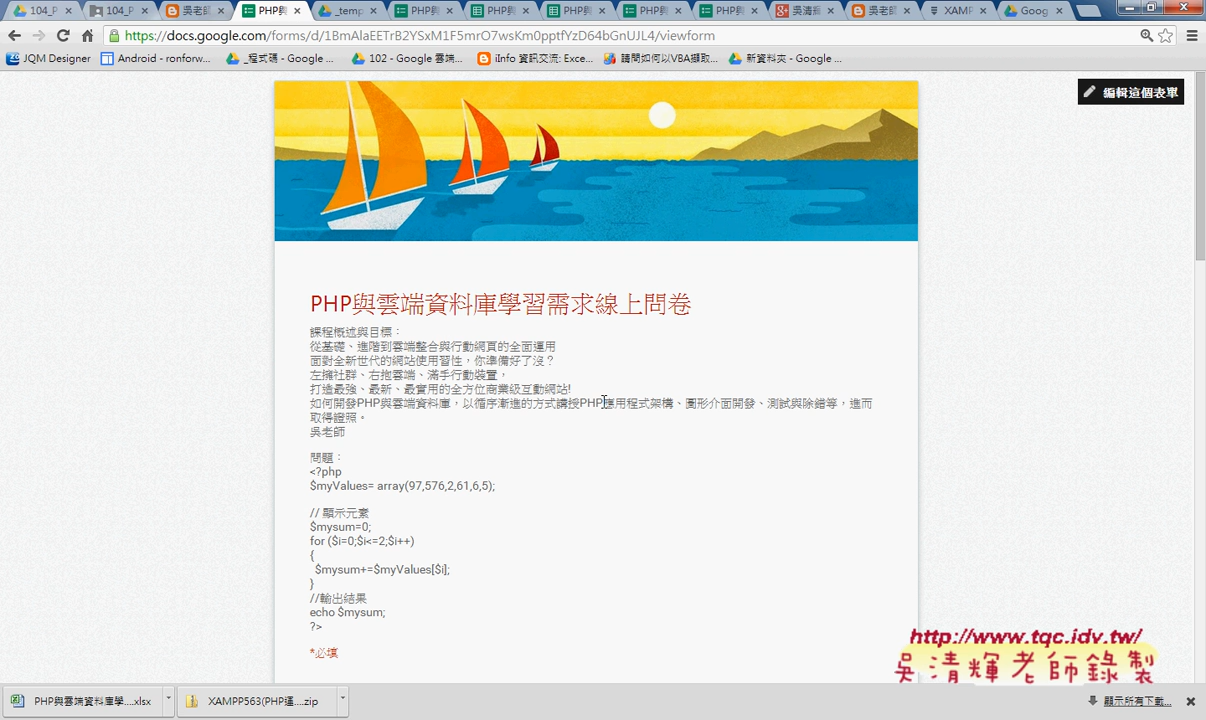 104_P
104_P
吳老師
PHP與
_temp
PHP與
PHP與
PHP與
PHP與
PHP與
吳清輝
吳老師
XAMP
Goog
https://docs.google.com/forms/d/1BmAlaEETrB2YSxM1F5mrO7wsKm0pptfYzD64bGnUJL4/viewform
JQM Designer
Android - ronforw...
_程式碼 - Google ...
102 - Google 雲端...
iInfo 資訊交流: Exce...
請問如何以VBA擷取...
新資料夾 - Google ...
編輯這個表單
PHP與雲端資料庫學習需求線上問卷
課程概述與目標：
從基礎、進階到雲端整合與行動網頁的全面運用
面對全新世代的網站使用習性，你準備好了沒？
左擁社群、右抱雲端、滿手行動裝置，
打造最強、最新、最實用的全方位商業級互動網站!
如何開發PHP與雲端資料庫，以循序漸進的方式講授PHP應用程式架構、圖形介面開發、測試與除錯等，進而
取得證照。
吳老師
問題：
<?php
$myValues= array(97,576,2,61,6,5);
// 顯示元素
$mysum=0;
for ($i=0;$i<=2;$i++)
{
$mysum+=$myValues[$i];
}
//輸出結果
echo $mysum;
?>
*必填
http://www.tqc.idv.tw/
吳清輝老師錄製
PHP與雲端資料庫學....xlsx
XAMPP563(PHP運....zip
顯示所有下載...